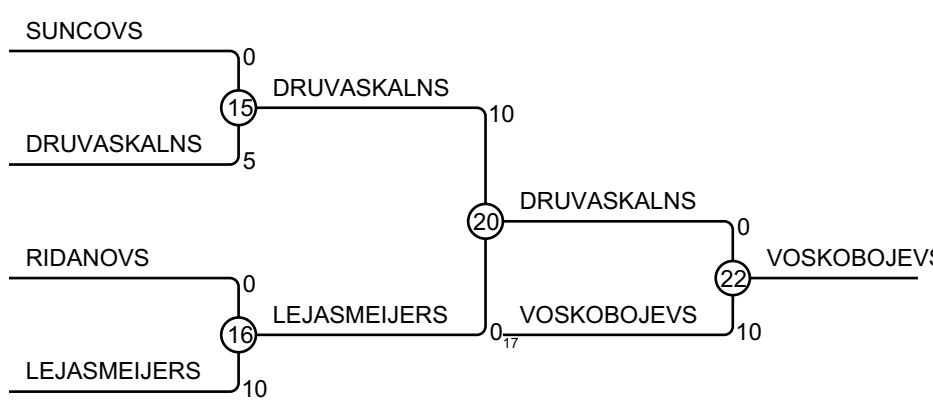 SUNCOVS
0
15
DRUVASKALNS
DRUVASKALNS
5
10
20
DRUVASKALNS
0
RIDANOVS
0
16
LEJASMEIJERS
LEJASMEIJERS
10
0
17
VOSKOBOJEVS
10
22
VOSKOBOJEVS